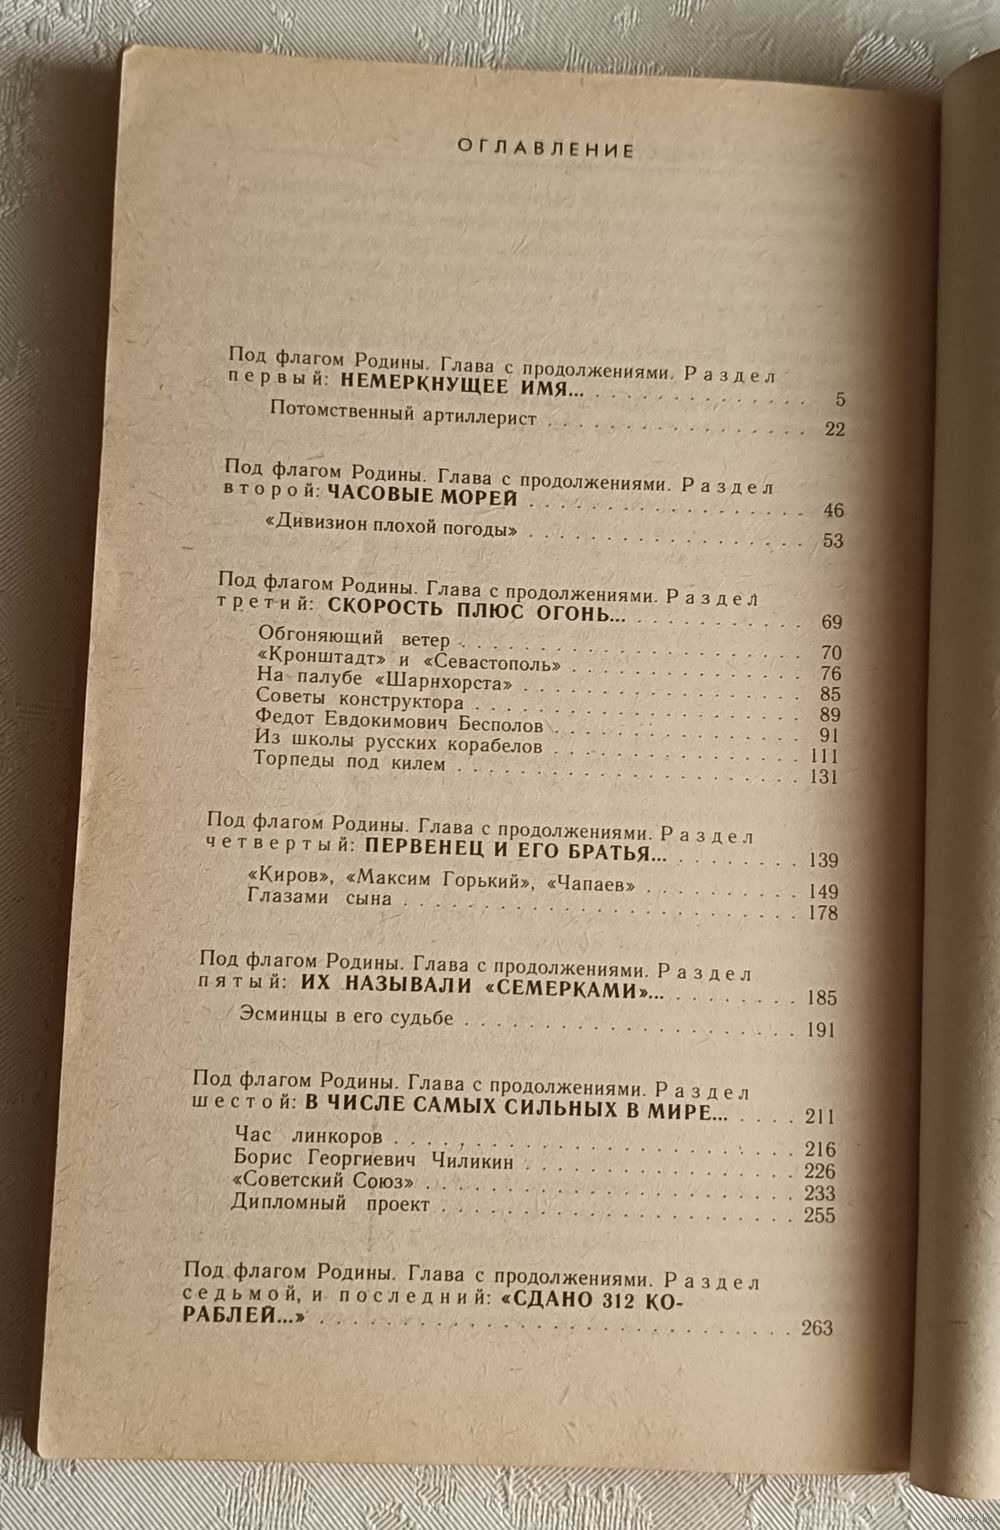 ОГЛАВЛЕНИЕ
Под флагом Родины. Глава с продолжениями. Раздел
первый: НЕМЕРКНУЩЕЕ ИМЯ... 5
Потомственный артиллерист 22
Под флагом Родины. Глава с продолжениями. Раздел
второй: ЧАСОВЫЕ МОРЕЙ 46
«Дивизион плохой погоды» 53
Под флагом Родины. Глава с продолжениями. Раздел
третий: СКОРОСТЬ ПЛЮС ОГОНЬ... 69
Обгоняющий ветер 70
«Кронштадт» и «Севастополь» 76
На палубе «Шарнхорста» 85
Советы конструктора 89
Федот Евдокимович Бесполов 91
Из школы русских корабелов 111
Торпеды под килем 131
Под флагом Родины. Глава с продолжениями. Раздел
четвертый: ПЕРВЕНЕЦ И ЕГО БРАТЬЯ... 139
«Киров», «Максим Горький», «Чапаев» 149
Глазами сына 178
Под флагом Родины. Глава с продолжениями. Раздел
пятый: ИХ НАЗЫВАЛИ «СЕМЕРКАМИ»... 185
Эсминцы в его судьбе 191
Под флагом Родины. Глава с продолжениями. Раздел
шестой: В ЧИСЛЕ САМЫХ СИЛЬНЫХ В МИРЕ... 211
Час линкоров 216
Борис Георгиевич Чиликин 226
«Советский Союз» 233
Дипломный проект 255
Под флагом Родины. Глава с продолжениями. Раздел
седьмой, и последний: «СДАНО 312 КО-
РАБЛЕЙ...» 263